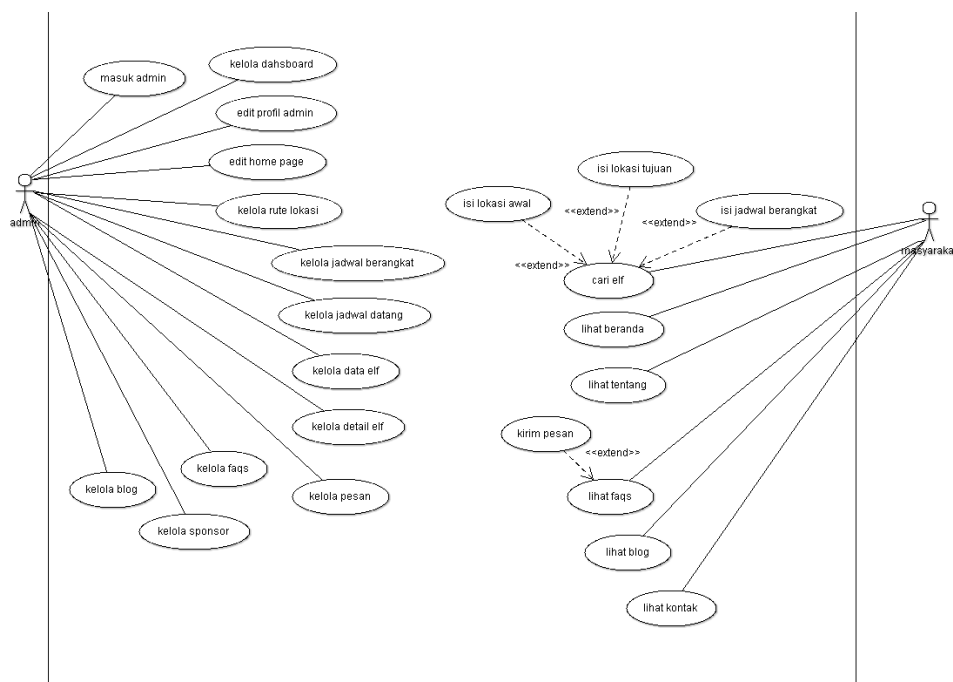 kelola dahsboard
masuk admin
edit profil admin
edit home page
isi lokasi tujuan
isi lokasi awal
kelola rute lokasi
<<extend>>
<<extend>>
isi jadwal berangkat
admin
masyaraka
kelola jadwal berangkat
<<extend>>
cari elf
kelola jadwal datang
lihat beranda
kelola data elf
lihat tentang
kelola detail elf
kirim pesan
<<extend>>
kelola faqs
kelola blog
kelola pesan
lihat faqs
kelola sponsor
lihat blog
lihat kontak